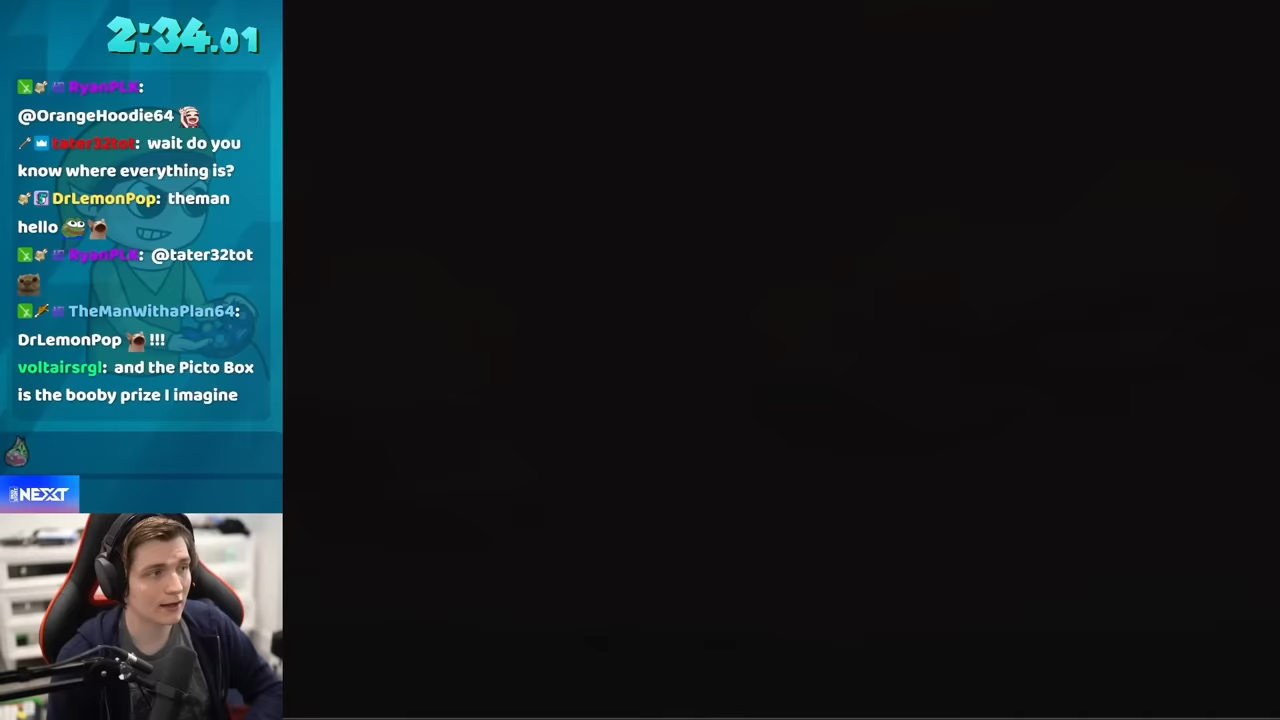 2:34.01
RyanPLK:
@OrangeHoodie64
tater32tot: wait do you
know where everything is?
DrLemonPop: theman
hello
RyanPLK: @tater32tot
TheManWithaPlan64:
DrLemonPop !!!
voltairsrgl: and the Picto Box
is the booby prize I imagine
NEXT